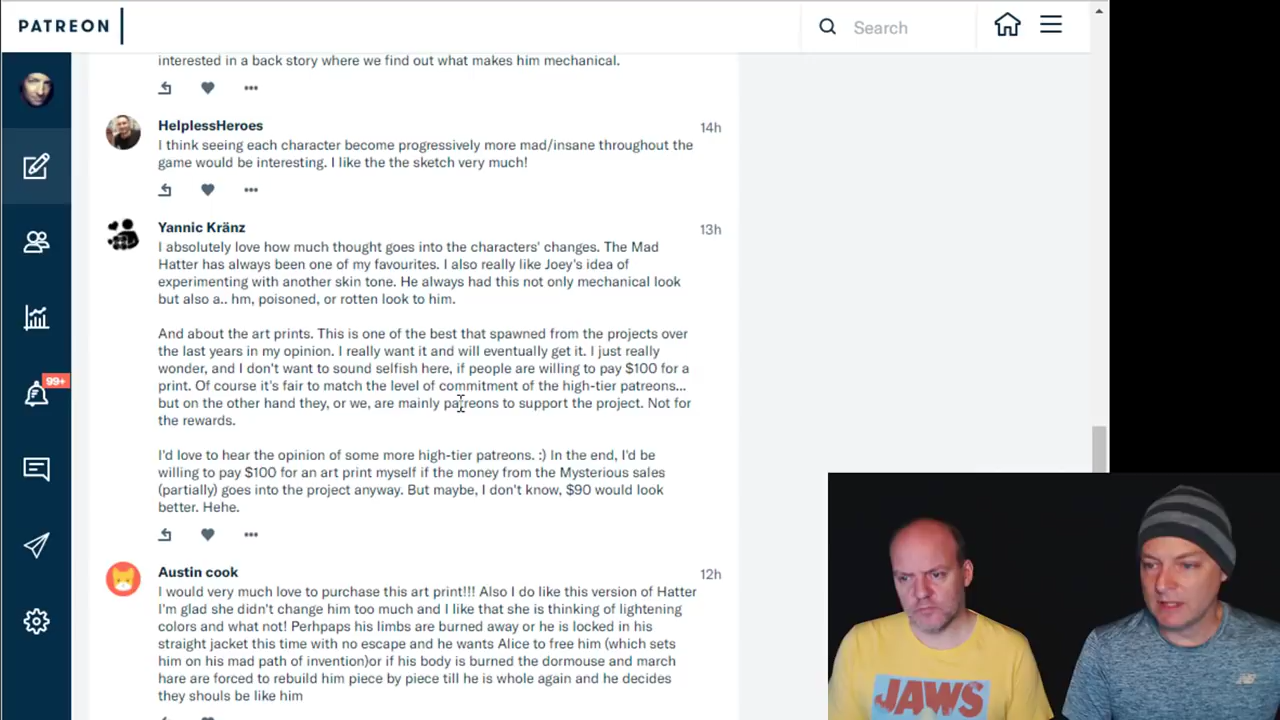 PATREON
Search
interested in a back story where we find out what makes him mechanical.
HelplessHeroes
14h
I think seeing each character become progressively more mad/insane throughout the
game would be interesting. I like the the sketch very much!
Yannic Kränz
13h
I absolutely love how much thought goes into the characters' changes. The Mad
Hatter has always been one of my favourites. I also really like Joey's idea of
experimenting with another skin tone. He always had this not only mechanical look
but also a.. hm, poisoned, or rotten look to him.
And about the art prints. This is one of the best that spawned from the projects over
the last years in my opinion. I really want it and will eventually get it. I just really
wonder, and I don't want to sound selfish here, if people are willing to pay $100 for a
print. Of course it's fair to match the level of commitment of the high-tier patreons...
but on the other hand they, or we, are mainly patreons to support the project. Not for
the rewards.
I'd love to hear the opinion of some more high-tier patreons. :) In the end, I'd be
willing to pay $100 for an art print myself if the money from the Mysterious sales
(partially) goes into the project anyway. But maybe, I don't know, $90 would look
better. Hehe.
Austin cook
12h
I would very much love to purchase this art print!!! Also I do like this version of Hatter
I'm glad she didn't change him too much and I like that she is thinking of lightening
colors and what not! Perhpaps his limbs are burned away or he is locked in his
straight jacket this time with no escape and he wants Alice to free him (which sets
him on his mad path of invention)or if his body is burned the dormouse and march
hare are forced to rebuild him piece by piece till he is whole again and he decides
they shouls be like him
99+
JAWS